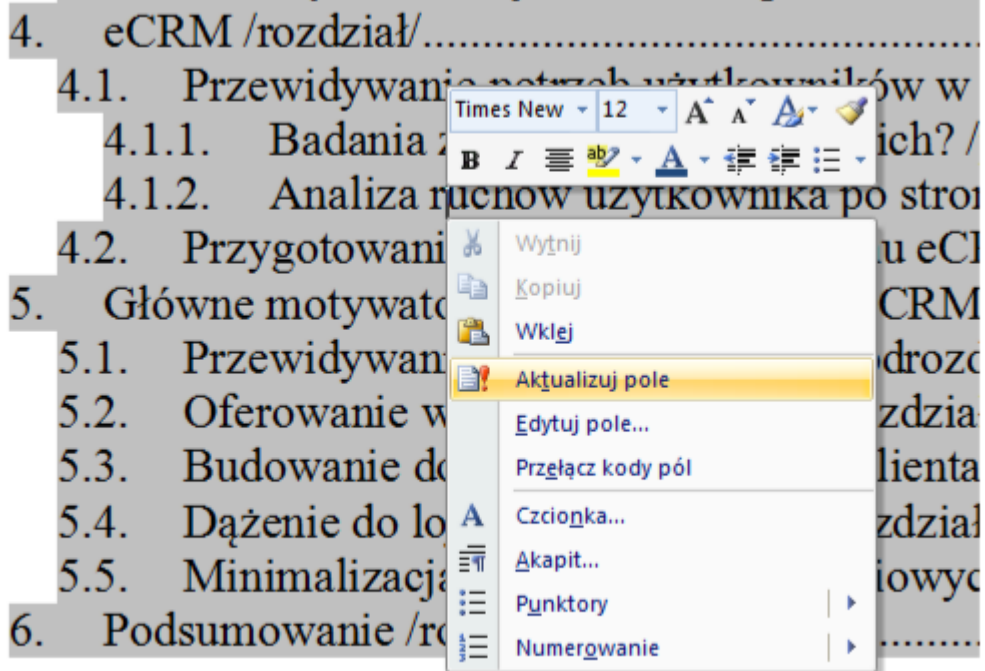 4. eCRM /rozdział/..........................................
4.1. Przewidywanie potrzeb użytkowników w
Times New 12
4.1.1. Badania ich? /
4.1.2. Analiza ruchów użytkownika po stron
4.2. Przygotowani u eCR
Wytnij
Kopiuj
5. Główne motywato CRM
Wklej
5.1. Przewidywani drozd
Aktualizuj pole
5.2. Oferowanie w zdzia
Edytuj pole...
5.3. Budowanie do lienta
Przełącz kody pól
5.4. Dążenie do lo zdział
Czcionka...
5.5. Minimalizacja iowyc
Akapit...
Punktory
6. Podsumowanie /ro ..........
Numerowanie